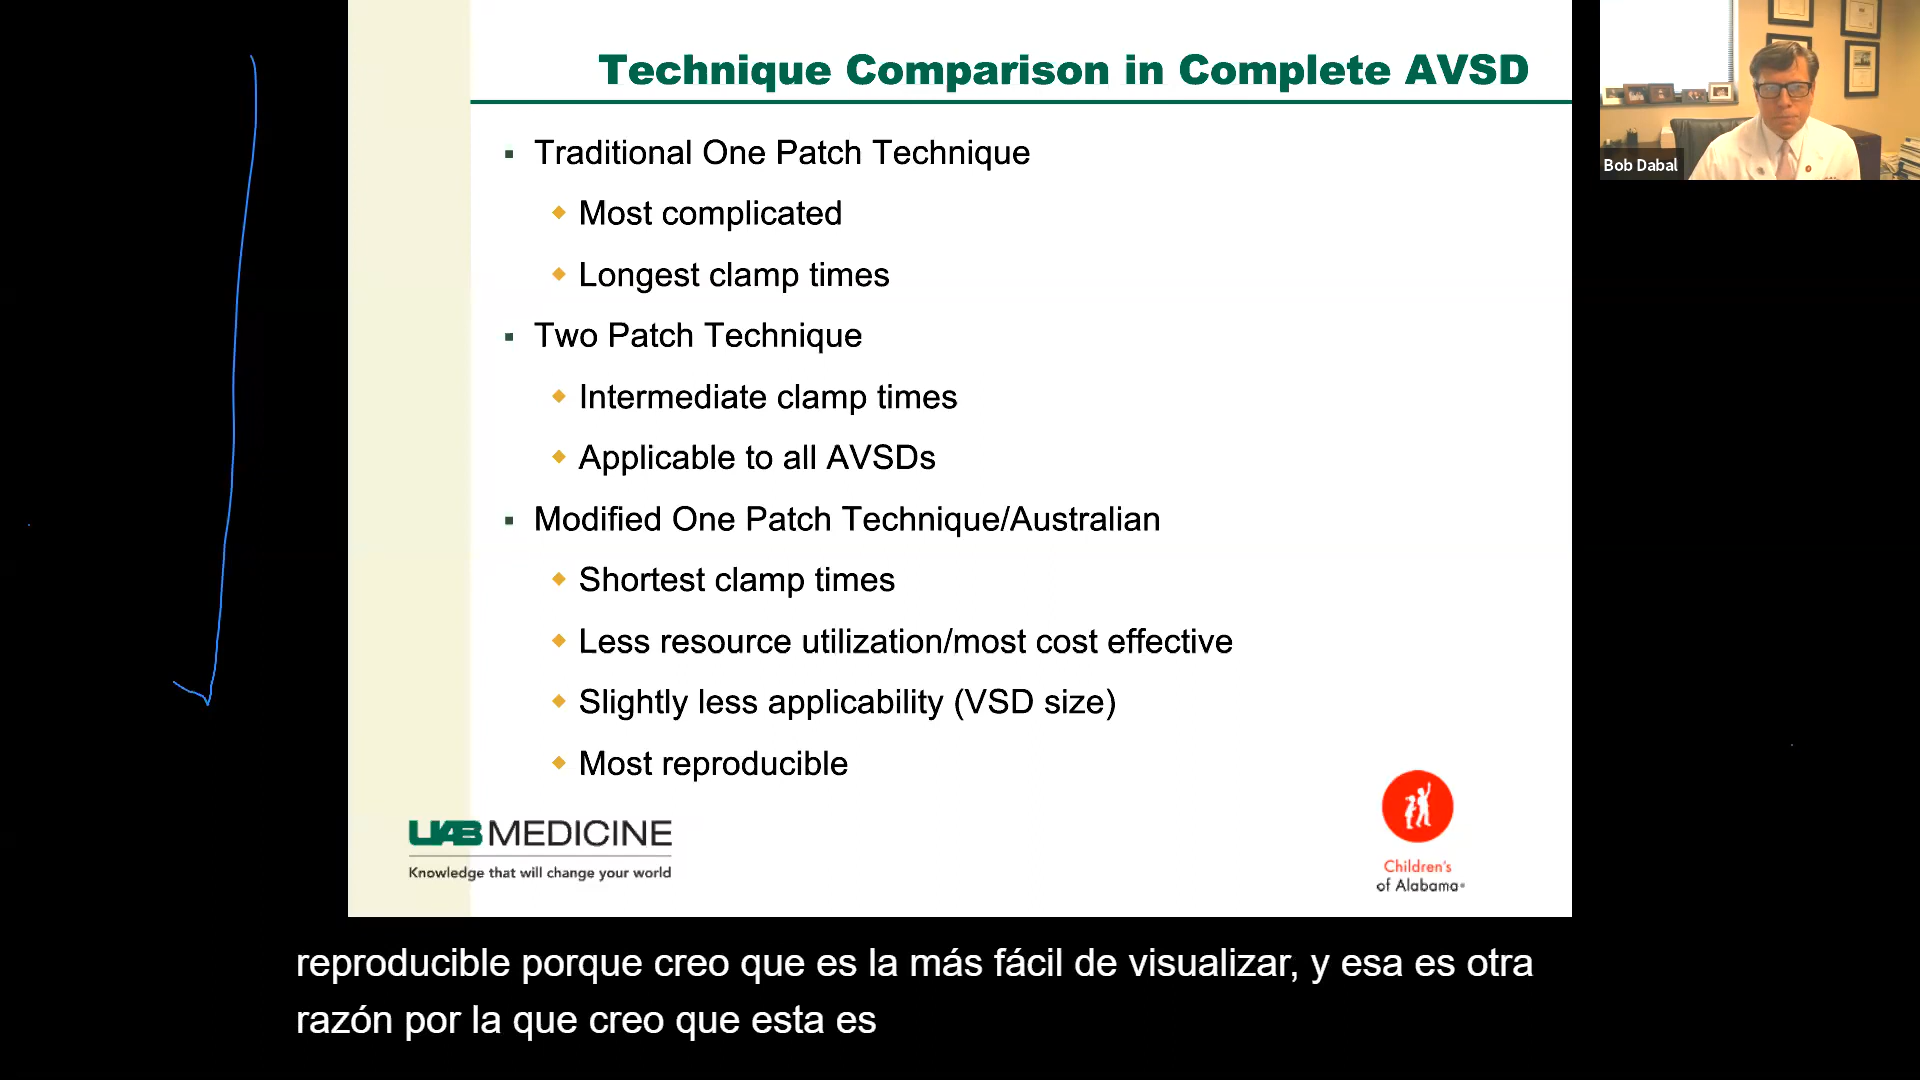 Technique Comparison in Complete AVSD
Bob Dabal
▪ Traditional One Patch Technique
◆ Most complicated
◆ Longest clamp times
▪ Two Patch Technique
◆ Intermediate clamp times
◆ Applicable to all AVSDs
▪ Modified One Patch Technique/Australian
◆ Shortest clamp times
◆ Less resource utilization/most cost effective
◆ Slightly less applicability (VSD size)
◆ Most reproducible
UAB MEDICINE
Knowledge that will change your world
Children's
of Alabama®
reproducible porque creo que es la más fácil de visualizar, y esa es otra
razón por la que creo que esta es